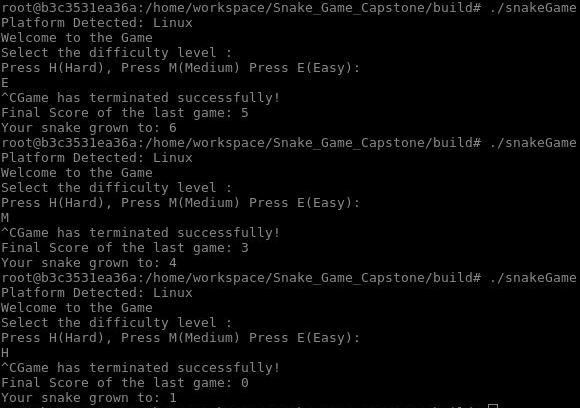 root@b3c3531ea36a:/home/workspace/Snake_Game_Capstone/build# ./snakeGame
Platform Detected: Linux
Welcome to the Game
Select the difficulty level :
Press H(Hard), Press M(Medium) Press E(Easy):
E
^CGame has terminated successfully!
Final Score of the last game: 5
Your snake grown to: 6
root@b3c3531ea36a:/home/workspace/Snake_Game_Capstone/build# ./snakeGame
Platform Detected: Linux
Welcome to the Game
Select the difficulty level :
Press H(Hard), Press M(Medium) Press E(Easy):
M
^CGame has terminated successfully!
Final Score of the last game: 3
Your snake grown to: 4
root@b3c3531ea36a:/home/workspace/Snake_Game_Capstone/build# ./snakeGame
Platform Detected: Linux
Welcome to the Game
Select the difficulty level :
Press H(Hard), Press M(Medium) Press E(Easy):
H
^CGame has terminated successfully!
Final Score of the last game: 0
Your snake grown to: 1